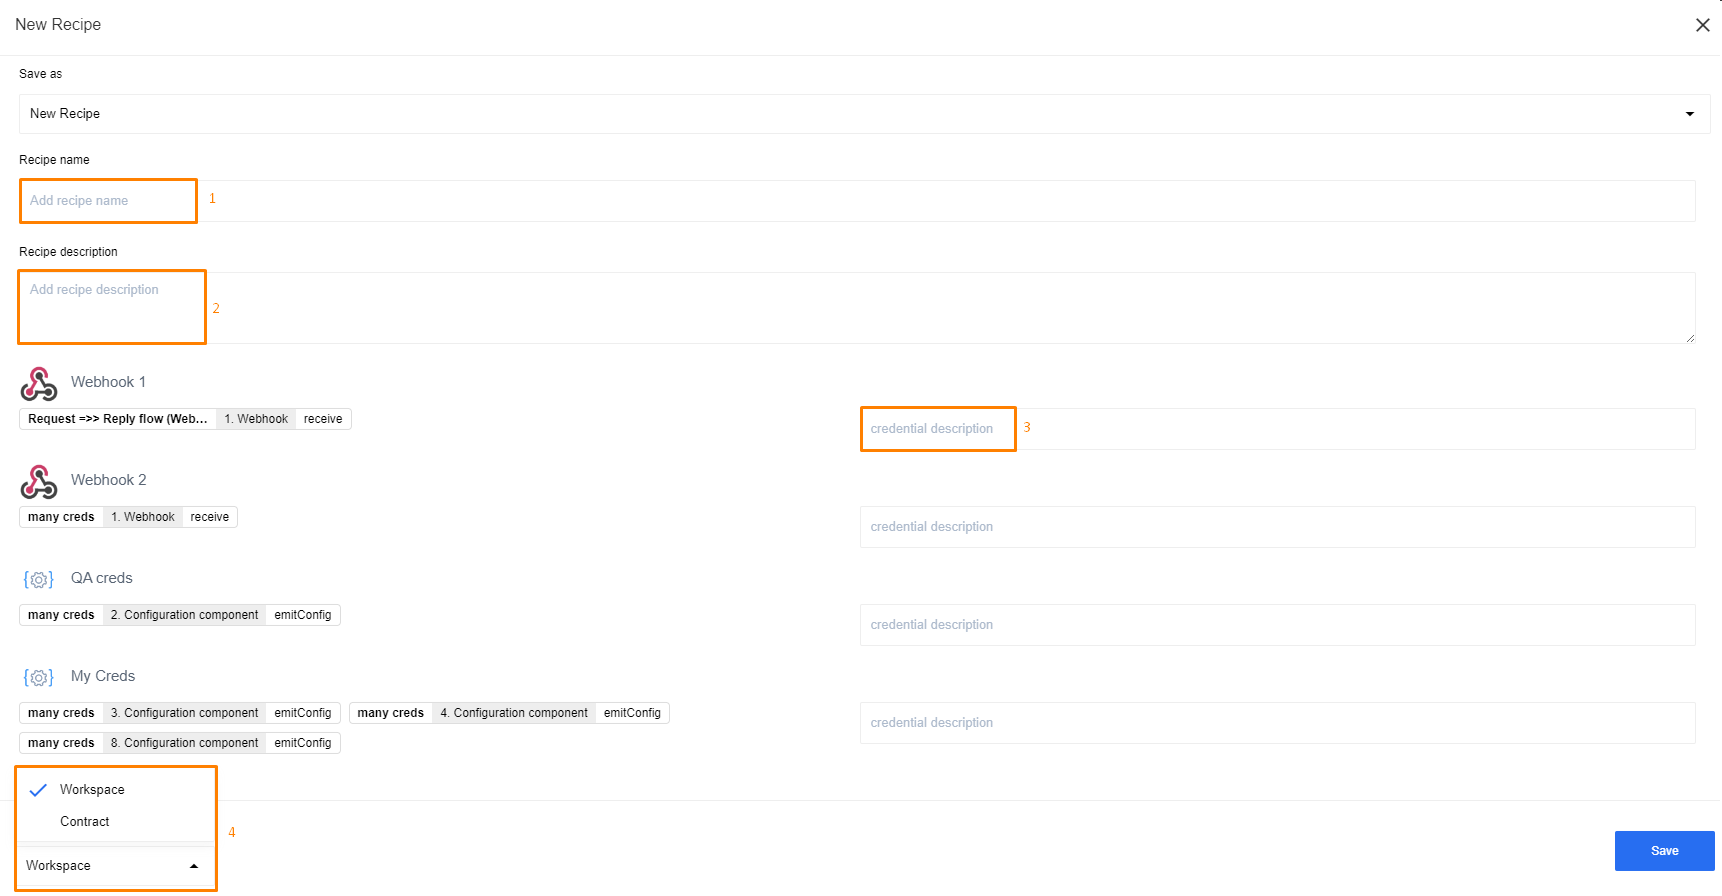 New Recipe
Save as
New Recipe
Recipe name
Add recipe name 1
Recipe description
Add recipe description
2
Webhook 1
Request =>> Reply flow (Web... 1. Webhook receive
credential description 3
Webhook 2
many creds 1. Webhook receive
credential description
QA creds
many creds 2. Configuration component emitConfig
credential description
My Creds
many creds 3. Configuration component emitConfig many creds 4. Configuration component emitConfig
credential description
many creds 8. Configuration component emitConfig
Workspace
Contract
4
Workspace
Save